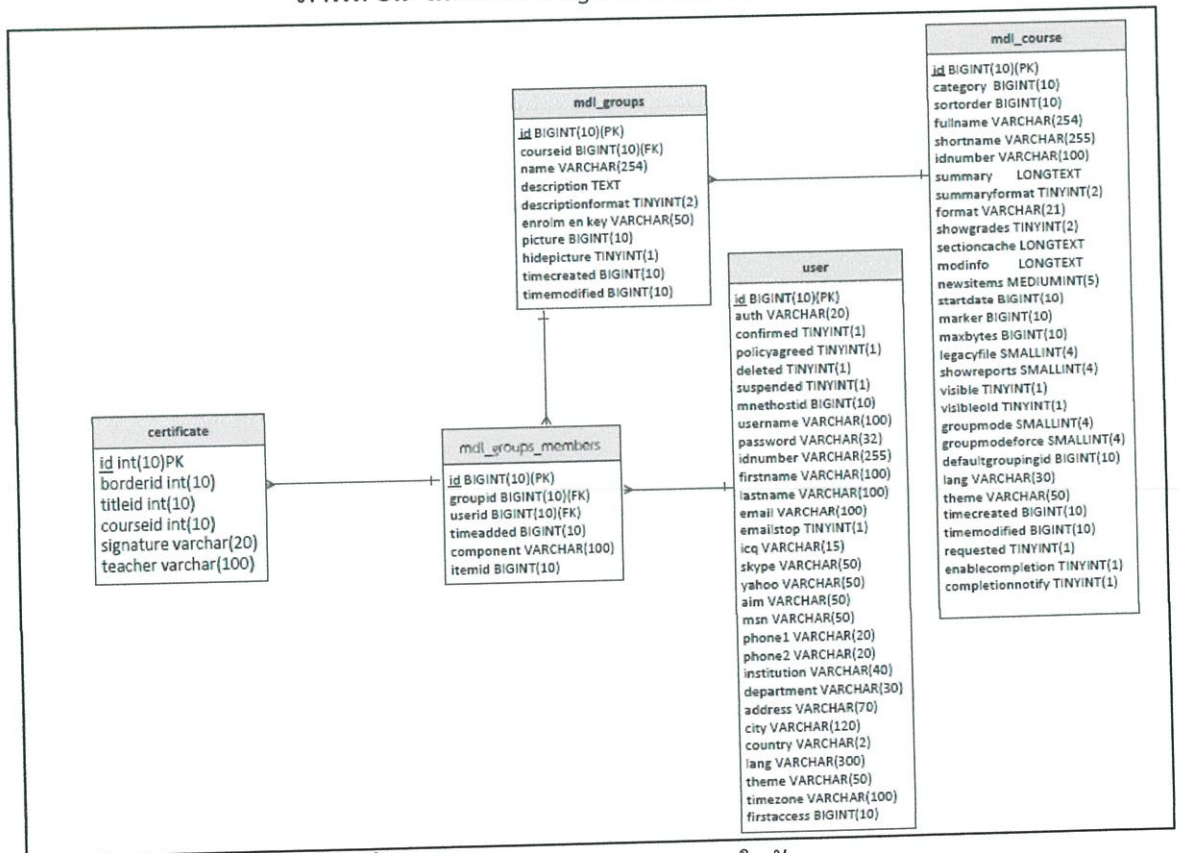 mdl_course
id BIGINT(10)(PK)
category BIGINT(10)
sortorder BIGINT(10)
fullname VARCHAR(254)
shortname VARCHAR(255)
idnumber VARCHAR(100)
summary LONGTEXT
summaryformat TINYINT(2)
format VARCHAR(21)
showgrades TINYINT(2)
sectioncache LONGTEXT
modinfo LONGTEXT
newsitems MEDIUMINT(5)
startdate BIGINT(10)
marker BIGINT(10)
maxbytes BIGINT(10)
legacyfile SMALLINT(4)
showreports SMALLINT(4)
visible TINYINT(1)
visibleold TINYINT(1)
groupmode SMALLINT(4)
groupmodeforce SMALLINT(4)
defaultgroupingid BIGINT(10)
lang VARCHAR(30)
theme VARCHAR(50)
timecreated BIGINT(10)
timemodified BIGINT(10)
requested TINYINT(1)
enablecompletion TINYINT(1)
completionnotify TINYINT(1)
mdl_groups
id BIGINT(10)(PK)
courseid BIGINT(10)(FK)
name VARCHAR(254)
description TEXT
descriptionformat TINYINT(2)
enrolm en key VARCHAR(50)
picture BIGINT(10)
hidepicture TINYINT(1)
timecreated BIGINT(10)
timemodified BIGINT(10)
user
id BIGINT(10)(PK)
auth VARCHAR(20)
confirmed TINYINT(1)
policyagreed TINYINT(1)
deleted TINYINT(1)
suspended TINYINT(1)
mnethostid BIGINT(10)
username VARCHAR(100)
password VARCHAR(32)
idnumber VARCHAR(255)
firstname VARCHAR(100)
lastname VARCHAR(100)
email VARCHAR(100)
emailstop TINYINT(1)
icq VARCHAR(15)
skype VARCHAR(50)
yahoo VARCHAR(50)
aim VARCHAR(50)
msn VARCHAR(50)
phone1 VARCHAR(20)
phone2 VARCHAR(20)
institution VARCHAR(40)
department VARCHAR(30)
address VARCHAR(70)
city VARCHAR(120)
country VARCHAR(2)
lang VARCHAR(300)
theme VARCHAR(50)
timezone VARCHAR(100)
firstaccess BIGINT(10)
certificate
id int(10)PK
borderid int(10)
titleid int(10)
courseid int(10)
signature varchar(20)
teacher varchar(100)
mdl_groups_members
id BIGINT(10)(PK)
groupid BIGINT(10)(FK)
userid BIGINT(10)(FK)
timeadded BIGINT(10)
component VARCHAR(100)
itemid BIGINT(10)